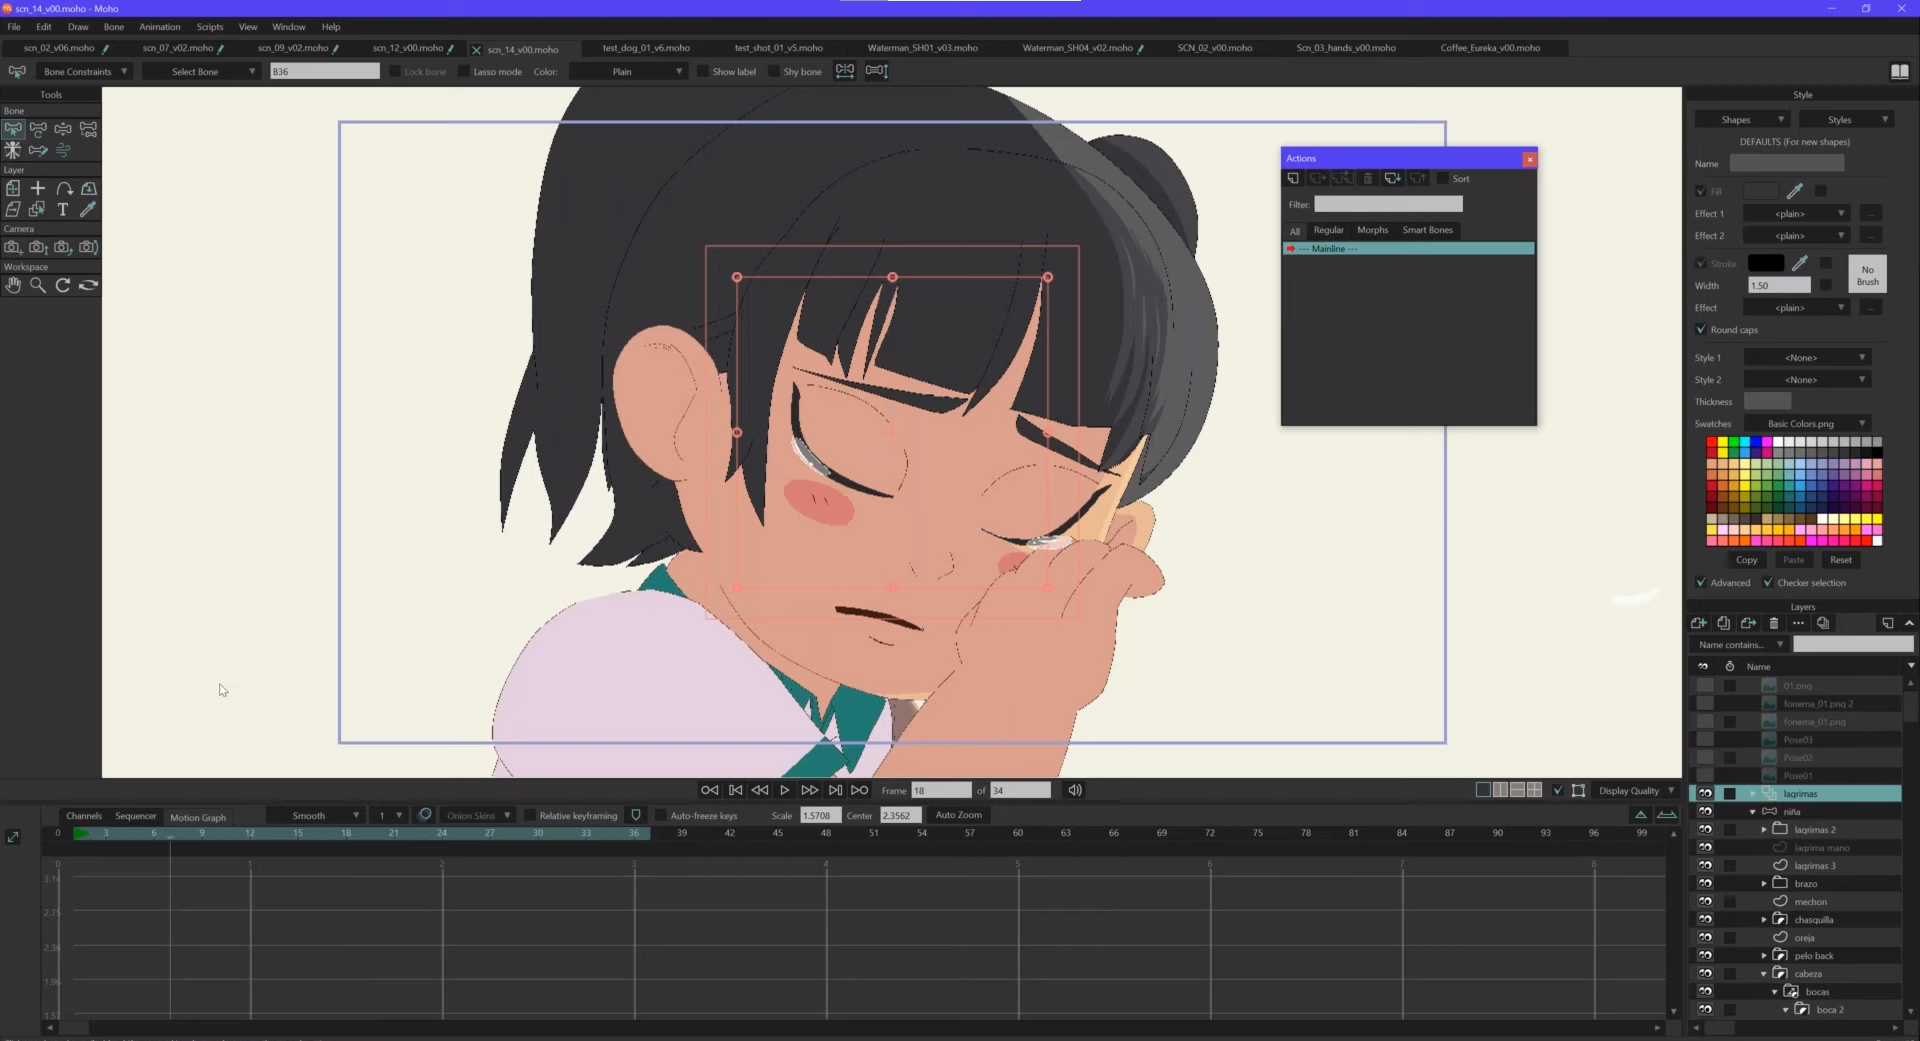 scn_14_v00.moho - Moho
File Edit Draw Bone Animation Scripts View Window Help
scn_02_v06.moho scn_07_v02.moho scn_09_v02.moho scn_12_v00.moho scn_14_v00.moho test_dog_01_v6.moho test_shot_01_v5.moho Waterman_SH01_v03.moho Waterman_SH04_v02.moho SCN_02_v00.moho Scn_03_hands_v00.moho Coffee_Eureka_v00.moho
Bone Constraints Select Bone B36 Lock bone Lasso mode Color: Plain Show label Shy bone
Tools
Bone
Layer
Camera
Workspace
Actions
Sort
Filter:
All Regular Morphs Smart Bones
--- Mainline ---
Style
Shapes Styles
DEFAULTS (For new shapes)
Name
Fill
Effect 1 <plain> ...
Effect 2 <plain> ...
Stroke
No Brush
Width 1.50
Effect <plain> ...
Round caps
Style 1 <None>
Style 2 <None>
Thickness
Swatches Basic Colors.png
Copy Paste Reset
Advanced Checker selection
Layers
Name contains...
Name
01.png
fonema_01.png 2
fonema_01.png
Pose03
Pose02
Pose01
lagrimas
niña
lagrimas 2
lagrima mano
lagrimas 3
brazo
mechon
chasquilla
oreja
pelo back
cabeza
bocas
boca 2
Frame 18 of 34 Display Quality
Channels Sequencer Motion Graph Smooth 1 Onion Skins Relative keyframing Auto-freeze keys Scale 1.5708 Center 2.3562 Auto Zoom
0 3 6 9 12 15 18 21 24 27 30 33 36 39 42 45 48 51 54 57 60 63 66 69 72 75 78 81 84 87 90 93 96 99
0 1 2 3 4 5 6 7 8
3.14
2.75
2.36
1.96
1.57